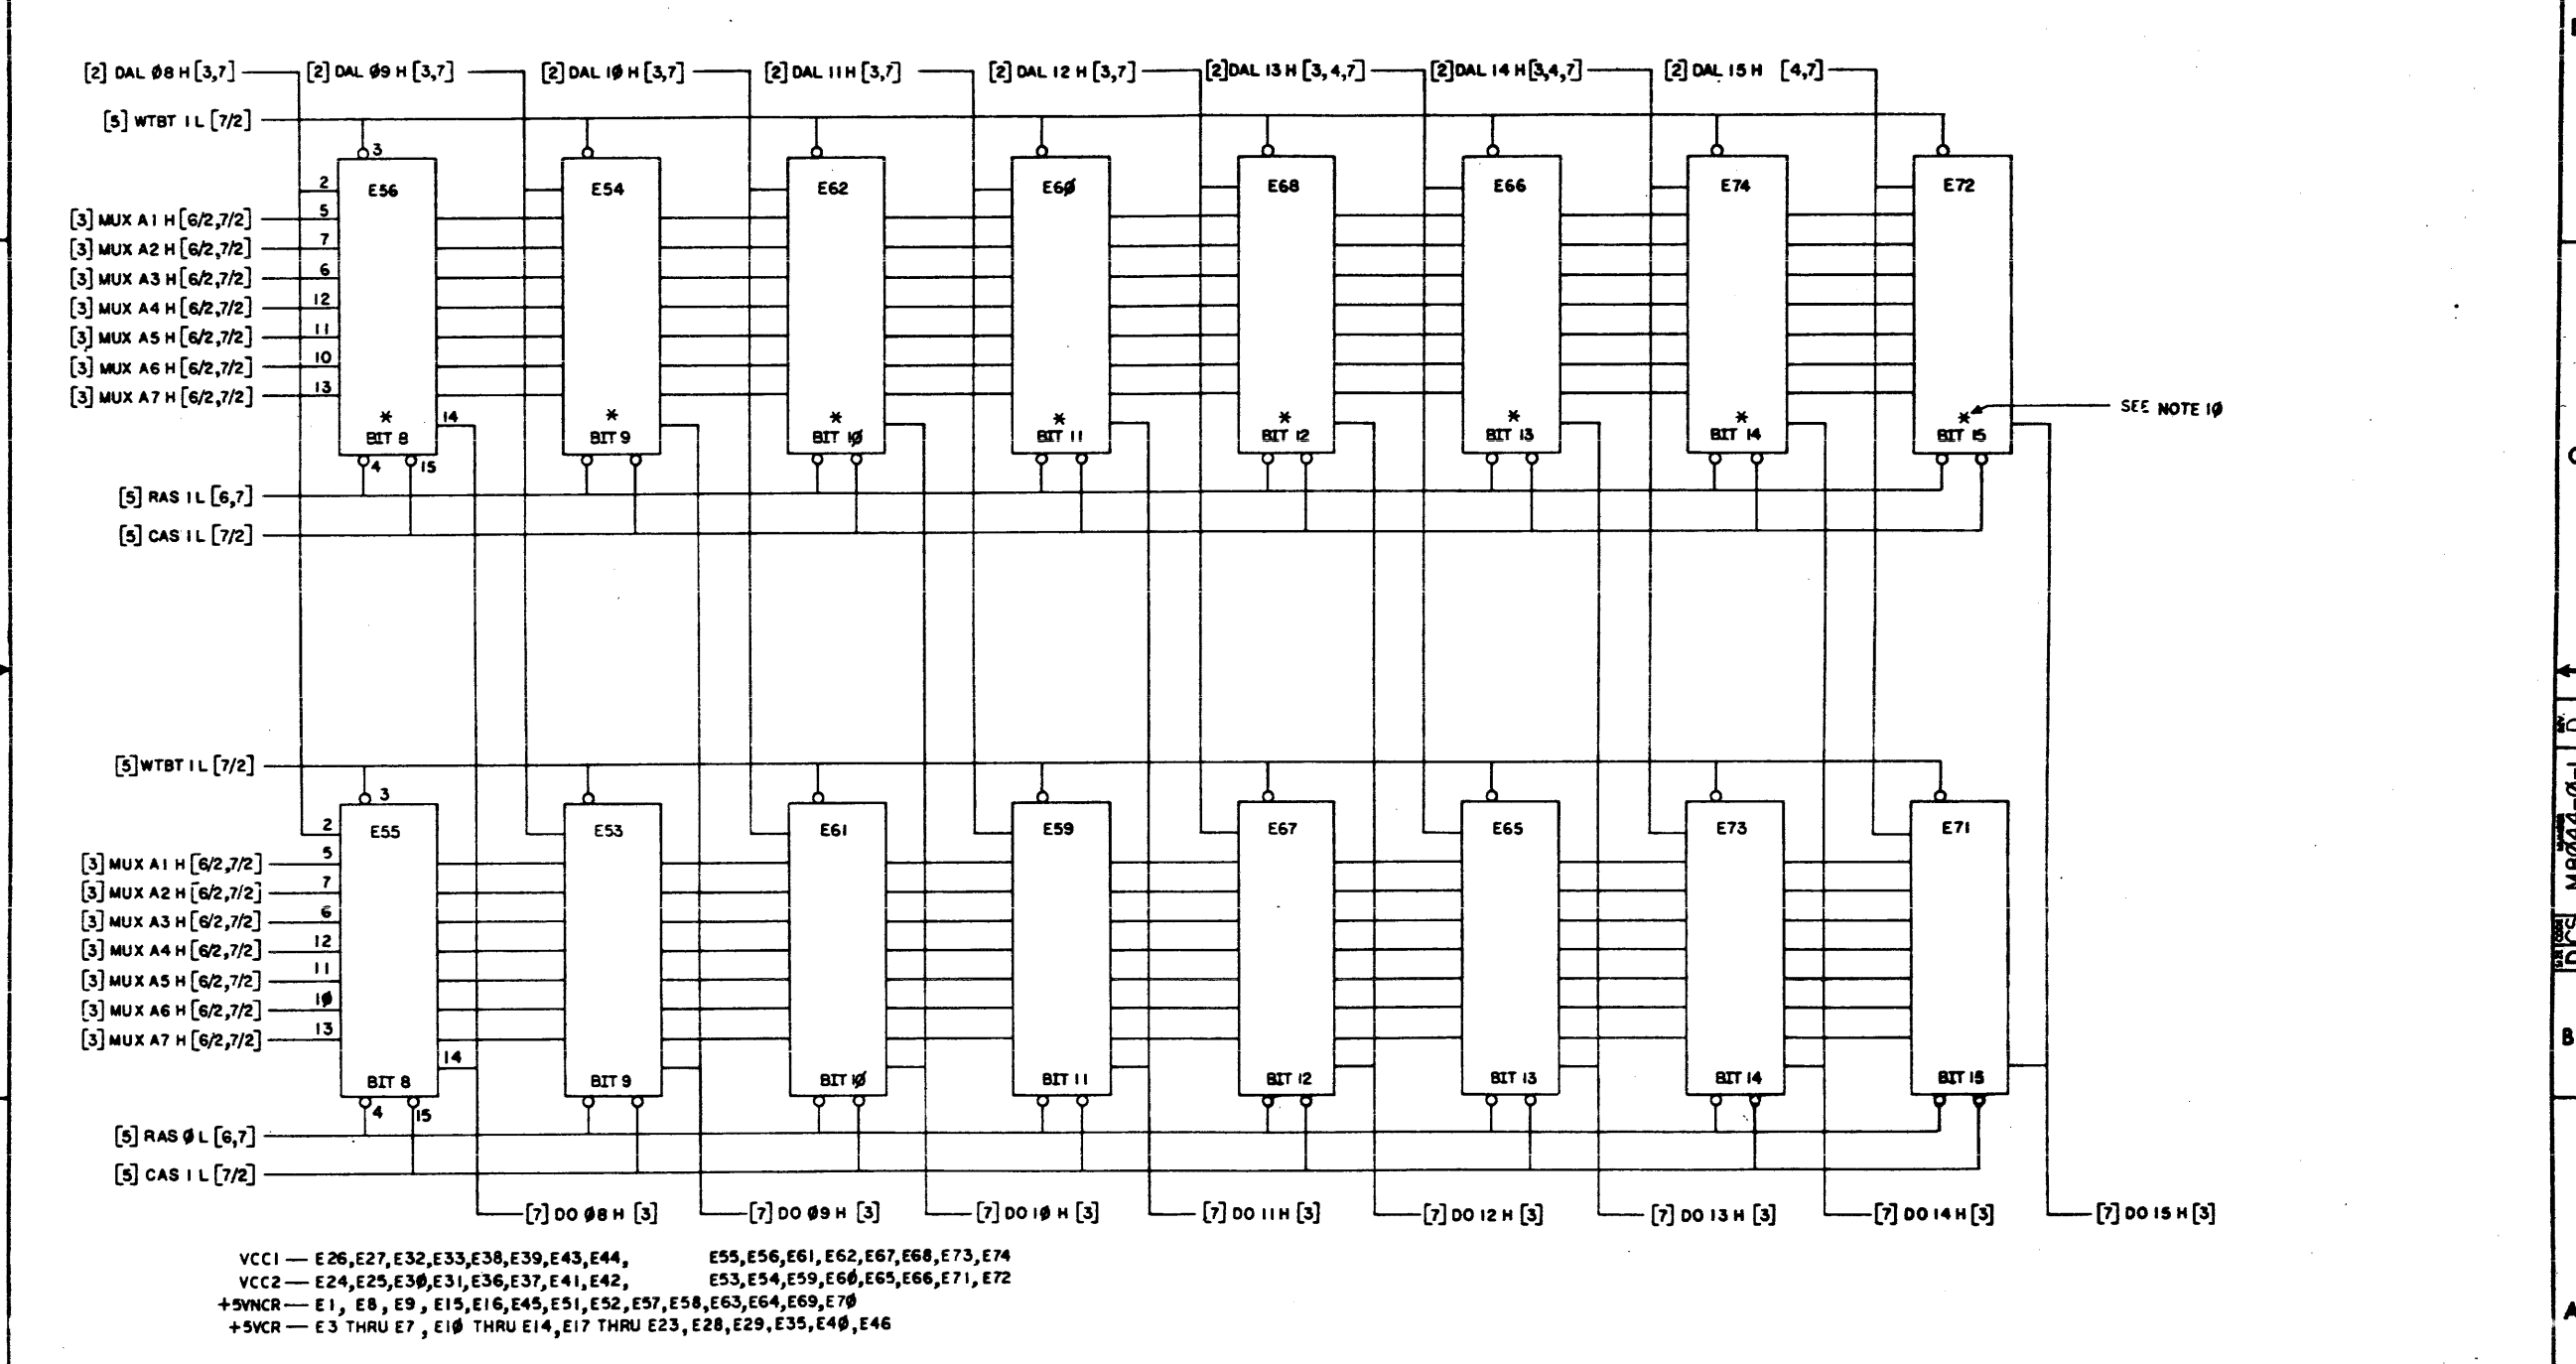 [2] DAL Ø8 H [3,7] [2] DAL Ø9 H [3,7] [2] DAL 1Ø H [3,7] [2] DAL 11 H [3,7] [2] DAL 12 H [3,7] [2] DAL 13 H [3,4,7] [2] DAL 14 H [3,4,7] [2] DAL 15 H [4,7]
[5] WTBT 1 L [7/2]
3
2 E56 E54 E62 E6Ø E68 E66 E74 E72
[3] MUX A1 H [6/2,7/2] 5
[3] MUX A2 H [6/2,7/2] 7
[3] MUX A3 H [6/2,7/2] 6
[3] MUX A4 H [6/2,7/2] 12
[3] MUX A5 H [6/2,7/2] 11
[3] MUX A6 H [6/2,7/2] 10
[3] MUX A7 H [6/2,7/2] 13
* 14 * * * * * * * SEE NOTE 1Ø
BIT 8 BIT 9 BIT 1Ø BIT 11 BIT 12 BIT 13 BIT 14 BIT 15
4 15
[5] RAS 1 L [6,7]
[5] CAS 1 L [7/2]
[5] WTBT 1 L [7/2]
3
2 E55 E53 E61 E59 E67 E65 E73 E71
[3] MUX A1 H [6/2,7/2] 5
[3] MUX A2 H [6/2,7/2] 7
[3] MUX A3 H [6/2,7/2] 6
[3] MUX A4 H [6/2,7/2] 12
[3] MUX A5 H [6/2,7/2] 11
[3] MUX A6 H [6/2,7/2] 1Ø
[3] MUX A7 H [6/2,7/2] 13
14
BIT 8 BIT 9 BIT 1Ø BIT 11 BIT 12 BIT 13 BIT 14 BIT 15
4 15
[5] RAS Ø L [6,7]
[5] CAS 1 L [7/2]
[7] DO Ø8 H [3] [7] DO Ø9 H [3] [7] DO 1Ø H [3] [7] DO 11 H [3] [7] DO 12 H [3] [7] DO 13 H [3] [7] DO 14 H [3] [7] DO 15 H [3]
VCC1 — E26,E27,E32,E33,E38,E39,E43,E44, E55,E56,E61,E62,E67,E68,E73,E74
VCC2 — E24,E25,E3Ø,E31,E36,E37,E41,E42, E53,E54,E59,E6Ø,E65,E66,E71,E72
+5VNCR — E1, E8, E9, E15,E16,E45,E51,E52,E57,E58,E63,E64,E69,E7Ø
+5VCR — E3 THRU E7, E1Ø THRU E14,E17 THRU E23,E28,E29,E35,E4Ø,E46
B